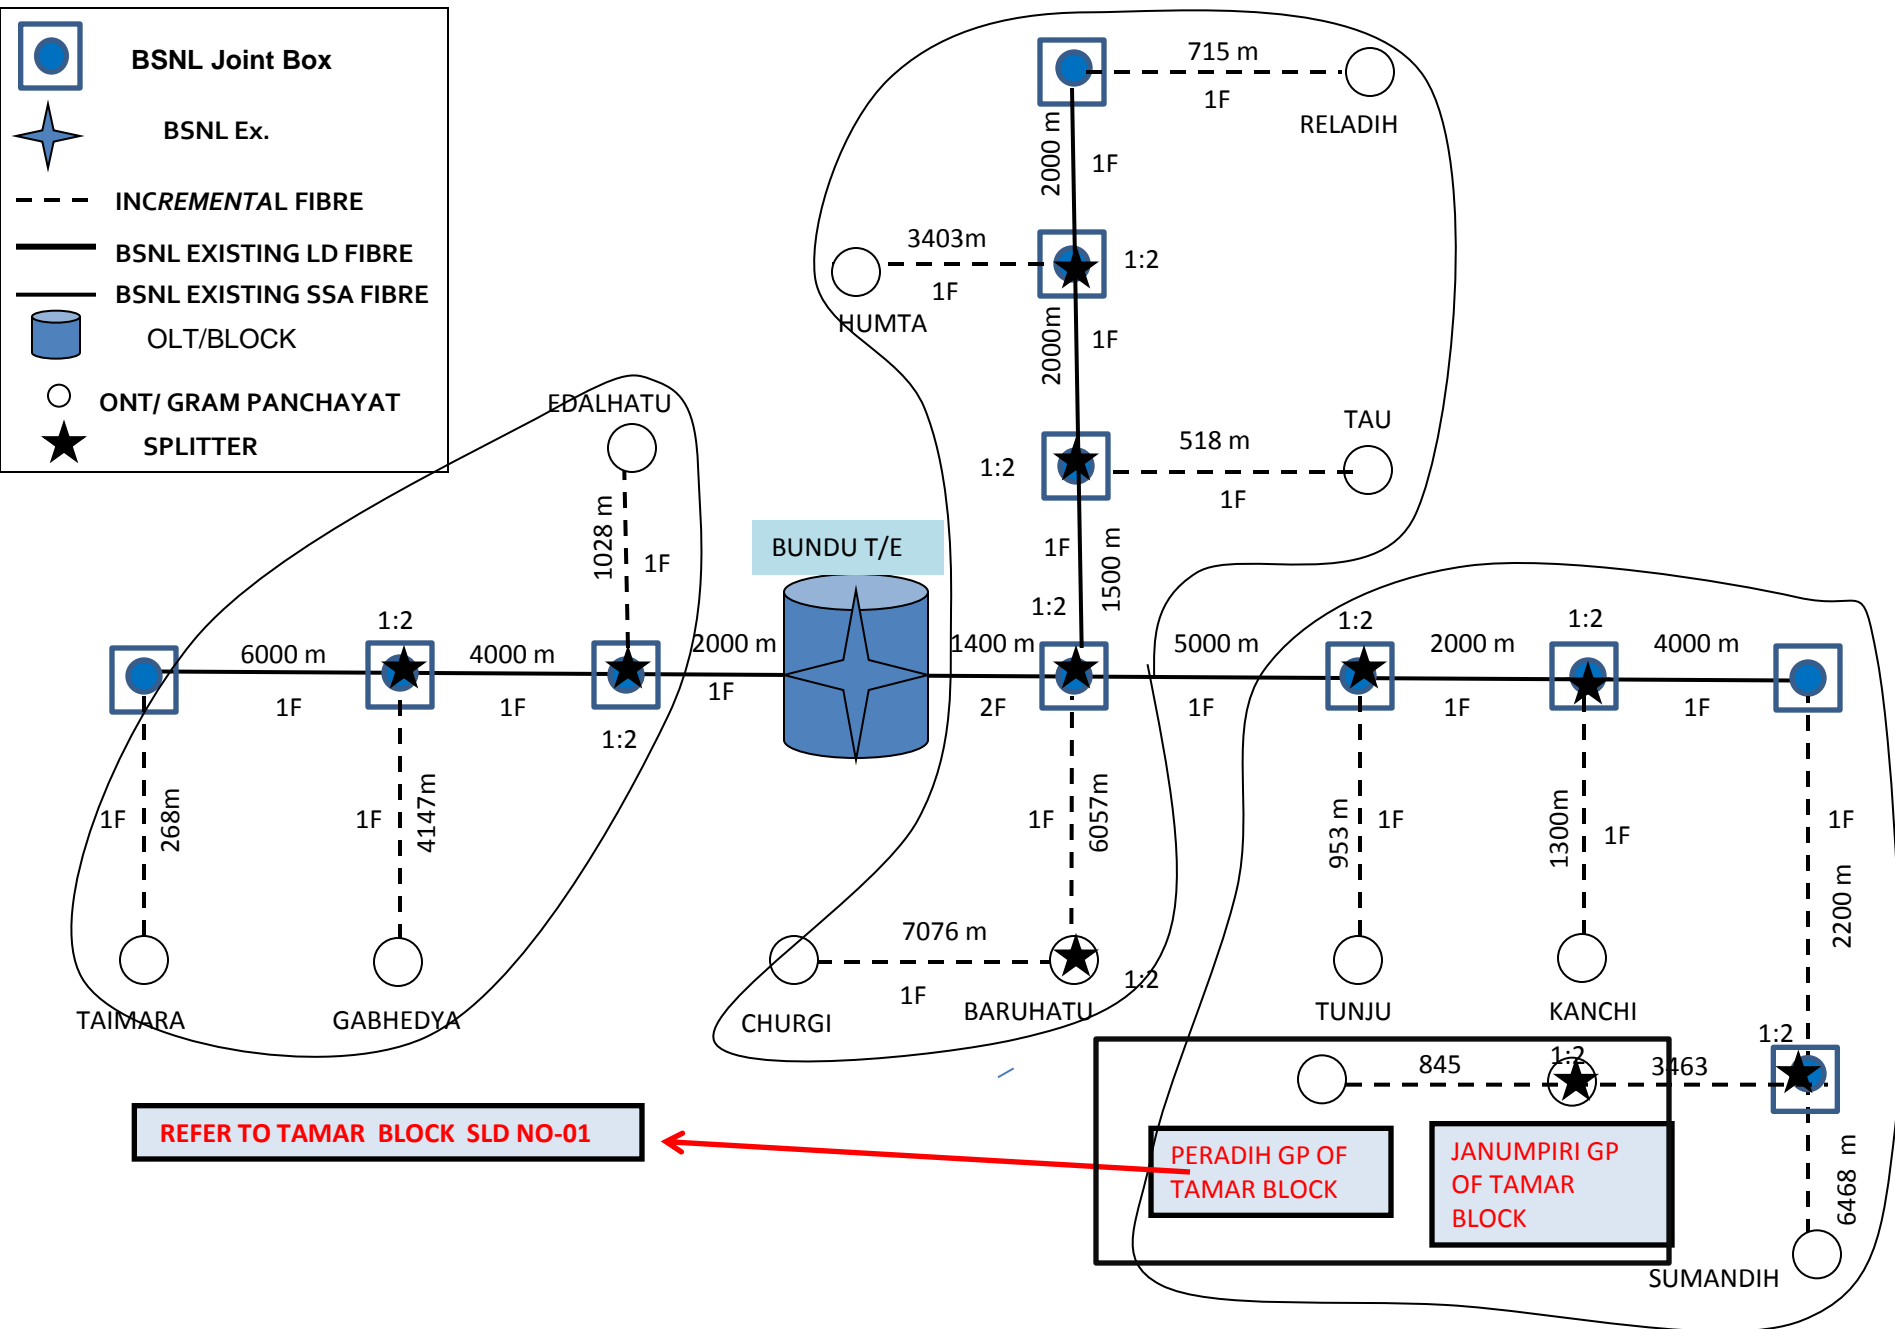 BSNL Joint Box
BSNL Ex.
INCREMENTAL FIBRE
BSNL EXISTING LD FIBRE
BSNL EXISTING SSA FIBRE
OLT/BLOCK
ONT/ GRAM PANCHAYAT
SPLITTER
715 m
1F
RELADIH
2000 m
1F
3403m
1F
1:2
HUMTA
2000m
1F
EDALHATU
TAU
518 m
1F
1:2
1028 m
1F
BUNDU T/E
1F
1500 m
1:2
6000 m
1F
1:2
4000 m
1F
1:2
2000 m
1F
1400 m
2F
5000 m
1F
1:2
2000 m
1F
1:2
4000 m
1F
1F
268m
1F
4147m
1F
6057m
953 m
1F
1300m
1F
1F
2200 m
7076 m
1F
1:2
TAIMARA
GABHEDYA
CHURGI
BARUHATU
TUNJU
KANCHI
845
1:2
3463
1:2
REFER TO TAMAR BLOCK SLD NO-01
PERADIH GP OF
TAMAR BLOCK
JANUMPIRI GP
OF TAMAR
BLOCK
6468 m
SUMANDIH